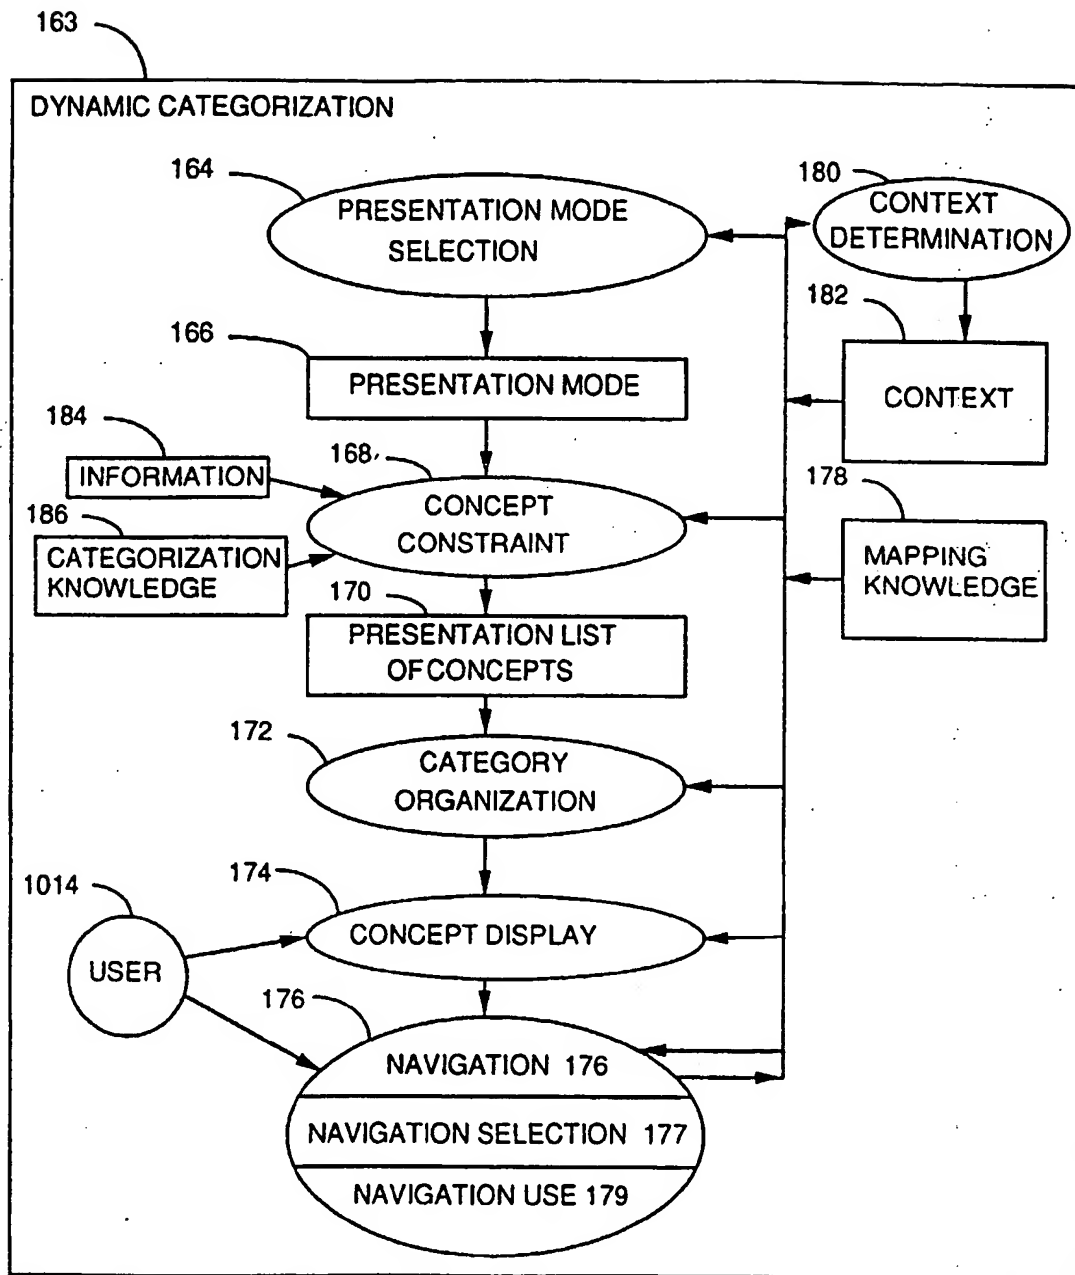 163
DYNAMIC CATEGORIZATION
164
PRESENTATION MODE
SELECTION
180
CONTEXT
DETERMINATION
166
PRESENTATION MODE
182
CONTEXT
184
INFORMATION
168
CONCEPT
CONSTRAINT
178
MAPPING
KNOWLEDGE
186
CATEGORIZATION
KNOWLEDGE
170
PRESENTATION LIST
OF CONCEPTS
172
CATEGORY
ORGANIZATION
174
CONCEPT DISPLAY
1014
USER
176
NAVIGATION 176
NAVIGATION SELECTION 177
NAVIGATION USE 179